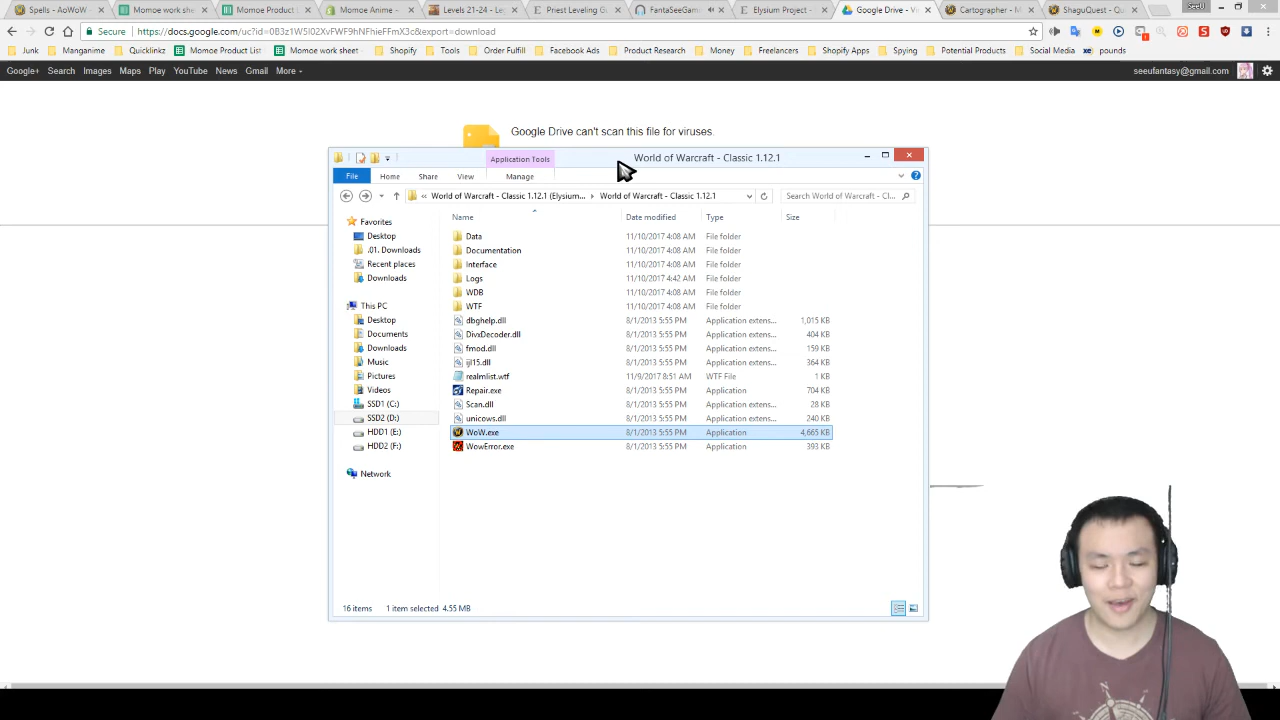 Spells - AoWoW
Momoe work she
Momoe Product
Momoe Anime
Levels 21-24 - Le
Priest Leveling G
FantaSeeGamin
Elysium Project -
Google Drive - Vi
Cartographer - M
ShaguQuest - Qu
SeeU
Secure
https://docs.google.com/uc?id=0B3z1W5I02XvFWF9hNFhieFFmX3c&export=download
Junk
Manganime
Quicklinkz
Momoe Product List
Momoe work sheet
Shopify
Tools
Order Fulfill
Facebook Ads
Product Research
Money
Freelancers
Shopify Apps
Spying
Potential Products
Social Media
xe pounds
Google+ Search Images Maps Play YouTube News Gmail More
seeufantasy@gmail.com
Google Drive can't scan this file for viruses.
Application Tools
World of Warcraft - Classic 1.12.1
File Home Share View Manage
« World of Warcraft - Classic 1.12.1 (Elysium... › World of Warcraft - Classic 1.12.1
Search World of Warcraft - Cl...
Favorites
Desktop
.01. Downloads
Recent places
Downloads
This PC
Desktop
Documents
Downloads
Music
Pictures
Videos
SSD1 (C:)
SSD2 (D:)
HDD1 (E:)
HDD2 (F:)
Network
Name Date modified Type Size
Data 11/10/2017 4:08 AM File folder
Documentation 11/10/2017 4:08 AM File folder
Interface 11/10/2017 4:08 AM File folder
Logs 11/10/2017 4:42 AM File folder
WDB 11/10/2017 4:08 AM File folder
WTF 11/10/2017 4:08 AM File folder
dbghelp.dll 8/1/2013 5:55 PM Application extens... 1,015 KB
DivxDecoder.dll 8/1/2013 5:55 PM Application extens... 404 KB
fmod.dll 8/1/2013 5:55 PM Application extens... 159 KB
ijl15.dll 8/1/2013 5:55 PM Application extens... 364 KB
realmlist.wtf 11/9/2017 8:51 AM WTF File 1 KB
Repair.exe 8/1/2013 5:55 PM Application 704 KB
Scan.dll 8/1/2013 5:55 PM Application extens... 28 KB
unicows.dll 8/1/2013 5:55 PM Application extens... 240 KB
WoW.exe 8/1/2013 5:55 PM Application 4,665 KB
WowError.exe 8/1/2013 5:55 PM Application 393 KB
16 items 1 item selected 4.55 MB